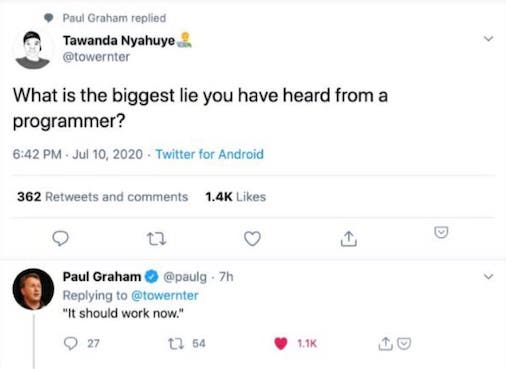 Paul Graham replied
Tawanda Nyahuye
@towernter
What is the biggest lie you have heard from a
programmer?
6:42 PM · Jul 10, 2020 · Twitter for Android
362 Retweets and comments 1.4K Likes
Paul Graham @paulg · 7h
Replying to @towernter
"It should work now."
27 54 1.1K